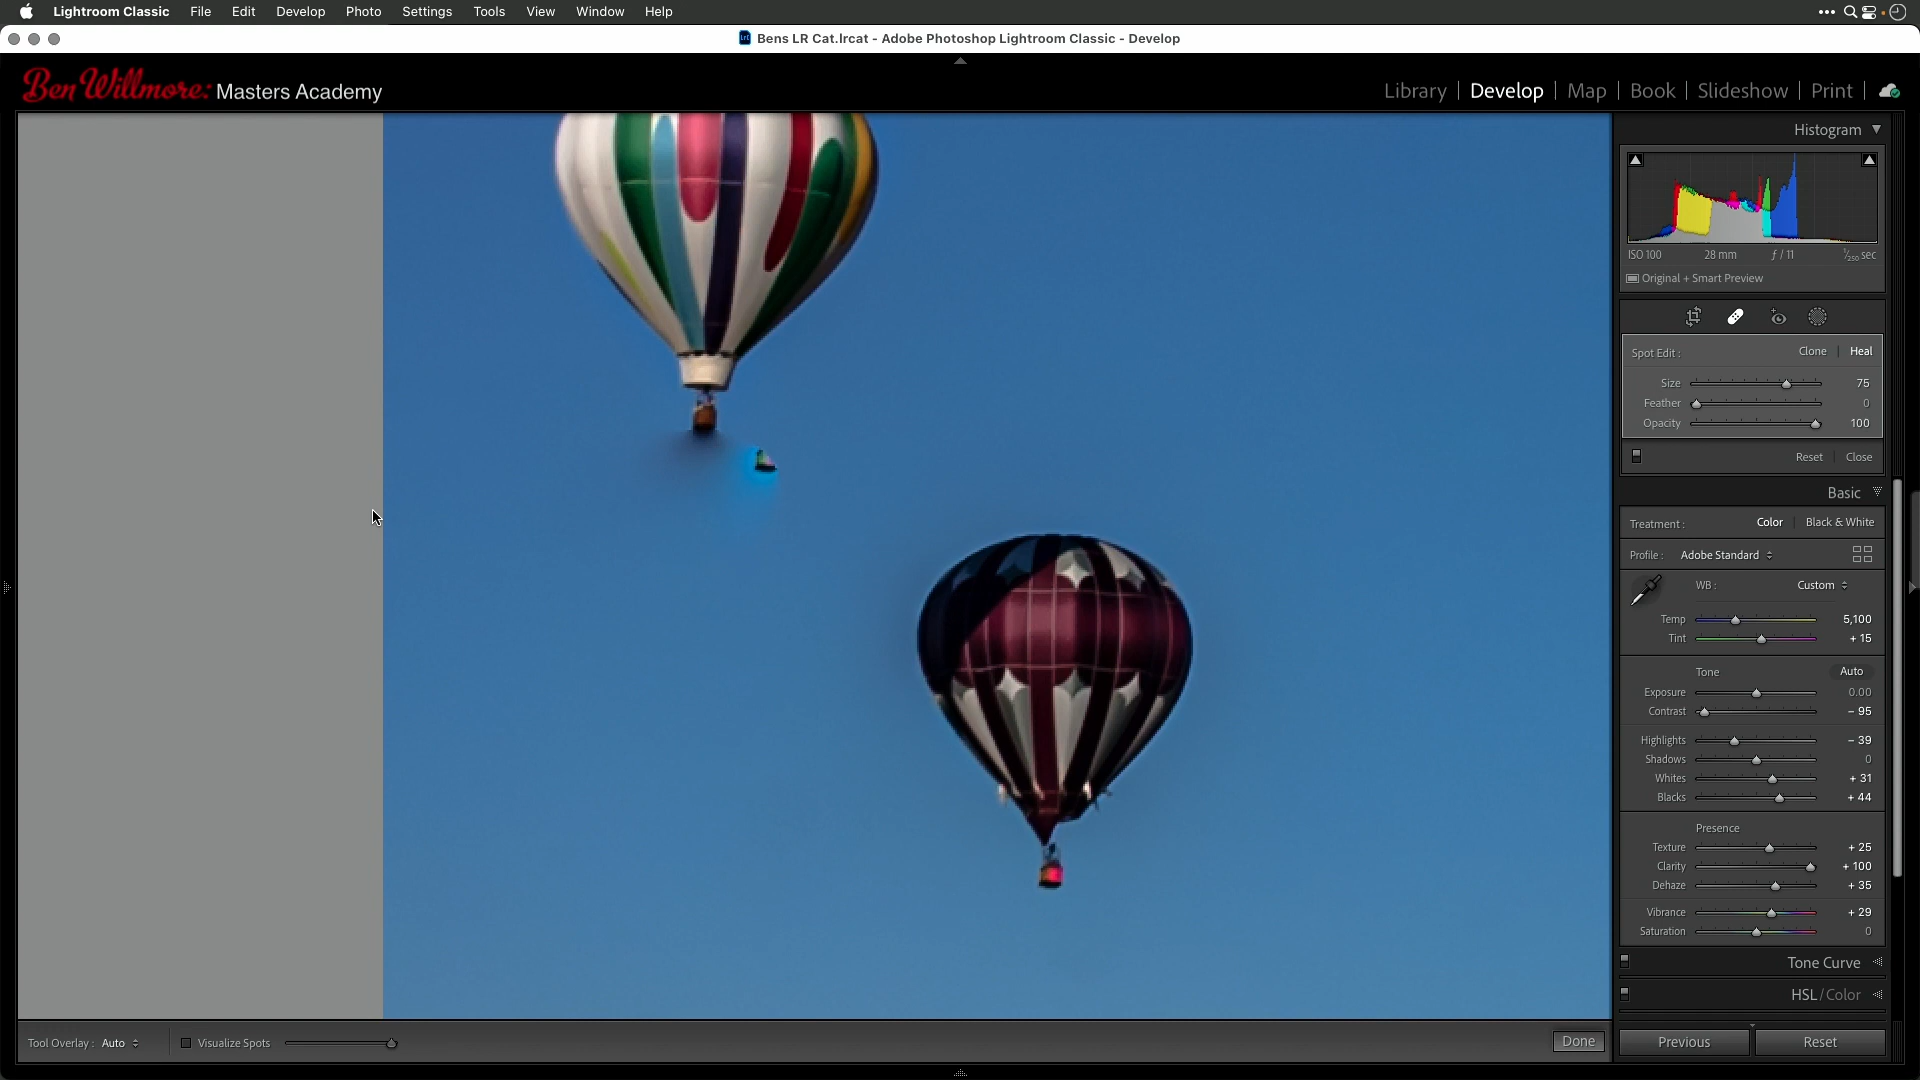 Lightroom Classic File Edit Develop Photo Settings Tools View Window Help
Bens LR Cat.lrcat - Adobe Photoshop Lightroom Classic - Develop
Ben Willmore: Masters Academy
Library | Develop | Map | Book | Slideshow | Print
Histogram
ISO 100 28 mm ƒ / 11 1/250 sec
Original + Smart Preview
Spot Edit : Clone | Heal
Size 75
Feather 0
Opacity 100
Reset Close
Basic
Treatment : Color Black & White
Profile : Adobe Standard
WB : Custom
Temp 5,100
Tint + 15
Tone Auto
Exposure 0.00
Contrast – 95
Highlights – 39
Shadows 0
Whites + 31
Blacks + 44
Presence
Texture + 25
Clarity + 100
Dehaze + 35
Vibrance + 29
Saturation 0
Tone Curve
HSL / Color
Tool Overlay : Auto Visualize Spots Done
Previous Reset